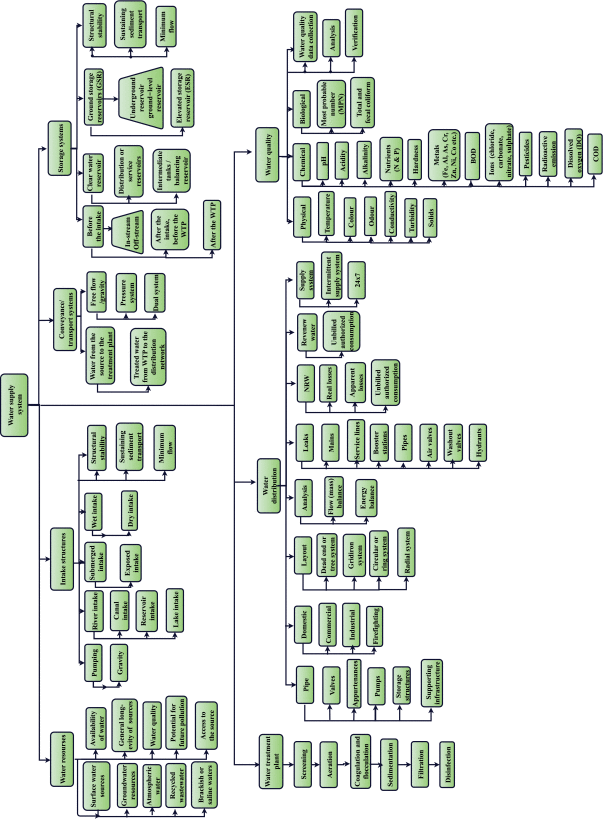 Water supply
system
Water resourses
Surface water
sources
Groundwater
resources
Atmospheric
water
Recycled
wastewater
Brackish or
saline waters
Availability
of water
General long-
evity of sources
Water quality
Potential for
future pollution
Access to
the source
Intake structures
Pumping
Gravity
River intake
Canal
intake
Reservoir
intake
Lake intake
Submerged
intake
Exposed
intake
Wet intake
Dry intake
Structural
stability
Sustaining
sediment
transport
Minimum
flow
Conveyance/
transport systems
Water from the
source to the
treatment plant
Treated water
from WTP to the
distribution
network
Free flow
/gravity
Pressure
system
Dual system
Storage systems
Before
the intake
In-stream
Off-stream
After the
intake,
before the
WTP
After the WTP
Clear water
reservoir
Distribution or
service
reservoirs
Intermediate
tanks /
balancing
reservoir
Ground storage
reservoirs (GSR)
Underground
reservoir
ground-level
reservoir
Elevated storage
reservoir (ESR)
Structural
stability
Sustaining
sediment
transport
Minimum
flow
Water treatment
plant
Screening
Aeration
Coagulation and
flocculation
Sedimentation
Filtration
Disinfection
Water
distribution
Pipe
Valves
Appurtenances
Pumps
Storage
structures
Supporting
infrastructure
Domestic
Commercial
Industrial
Firefighting
Layout
Dead end or
tree system
Gridiron
system
Circular or
ring system
Radial system
Analysis
Flow (mass)
balance
Energy
balance
Leaks
Mains
Service lines
Booster
stations
Pipes
Air valves
Washout
valves
Hydrants
NRW
Real losses
Apparent
losses
Unbilled
authorized
consumption
Revenew
water
Unbilled
authorized
consumption
Supply
system
Intermittent
supply system
24x7
Water quality
Physical
Temperature
Colour
Odour
Conductivity
Turbidity
Solids
Chemical
pH
Acidity
Alkalinity
Nutrients
(N & P)
Hardness
Metals
(Fe, Al, As, Cr,
Zn, Ni, Co etc.)
BOD
Ions (chloride,
carbonate,
nitrate, sulphate)
Pesticides
Radioactive
emission
Dissolved
oxygen (DO)
COD
Biological
Most probable
number
(MPN)
Total and
fecal coliform
Water quality
data collection
Analysis
Verification